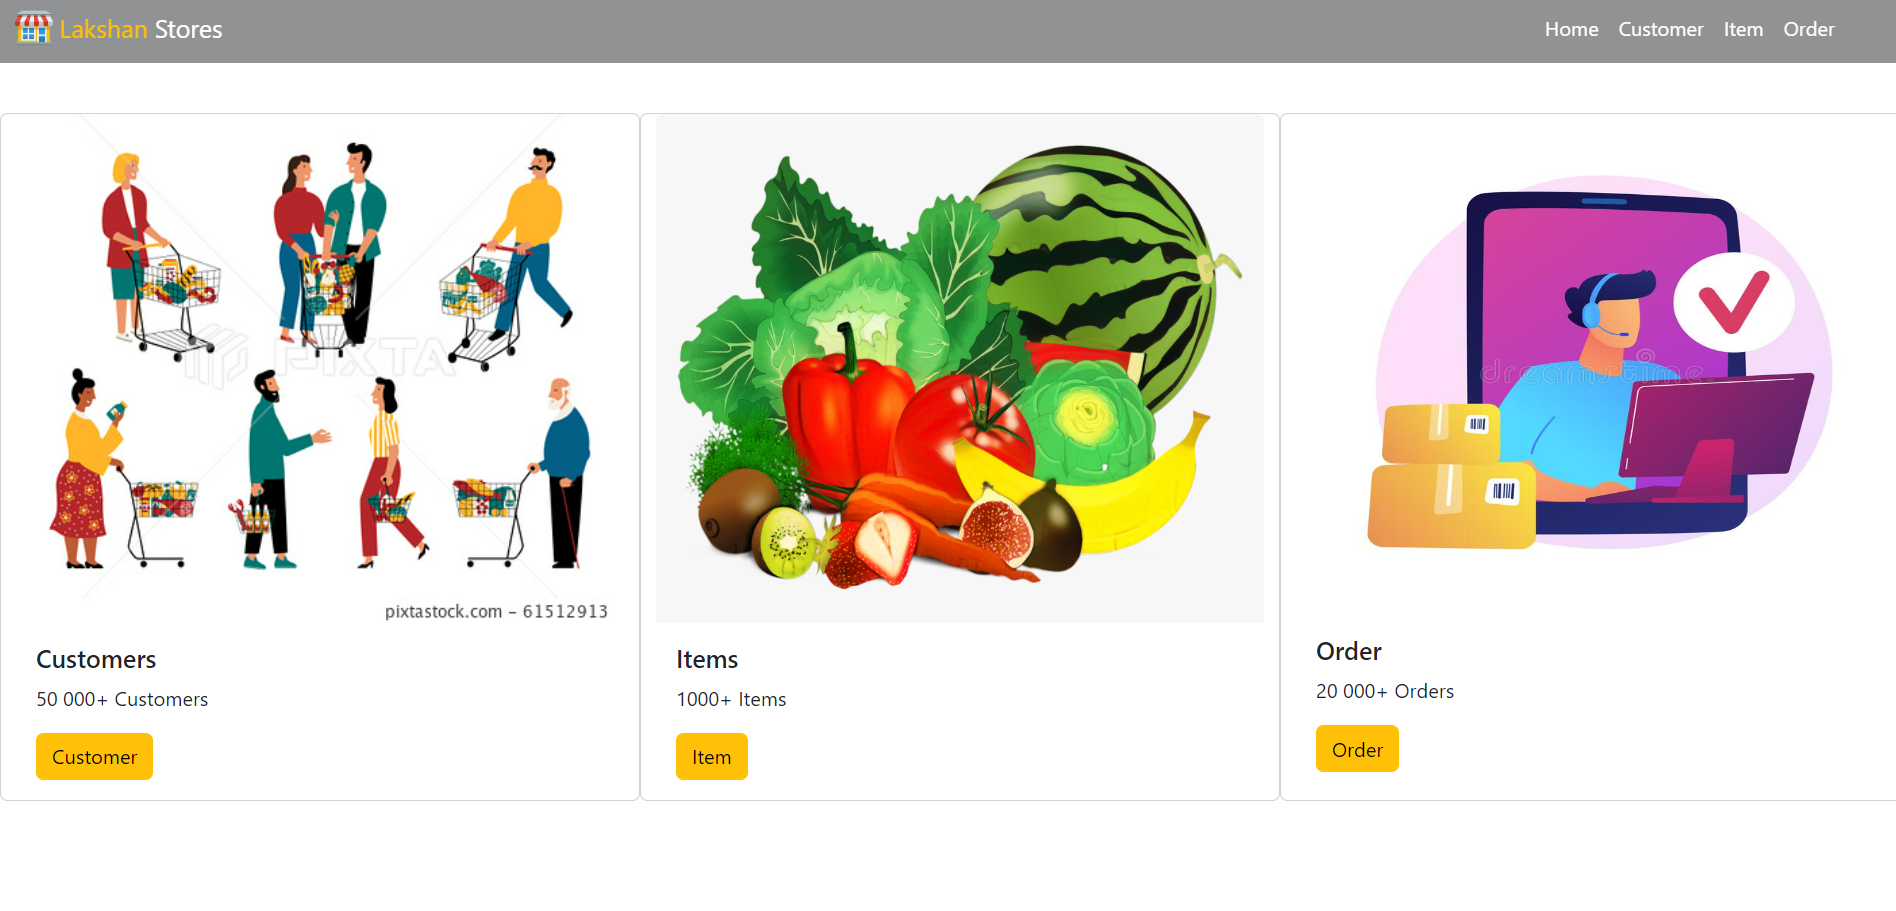 Lakshan Stores
Home Customer Item Order
PIXTA
pixtastock.com - 61512913
dreamstime
Customers
50 000+ Customers
Customer
Items
1000+ Items
Item
Order
20 000+ Orders
Order